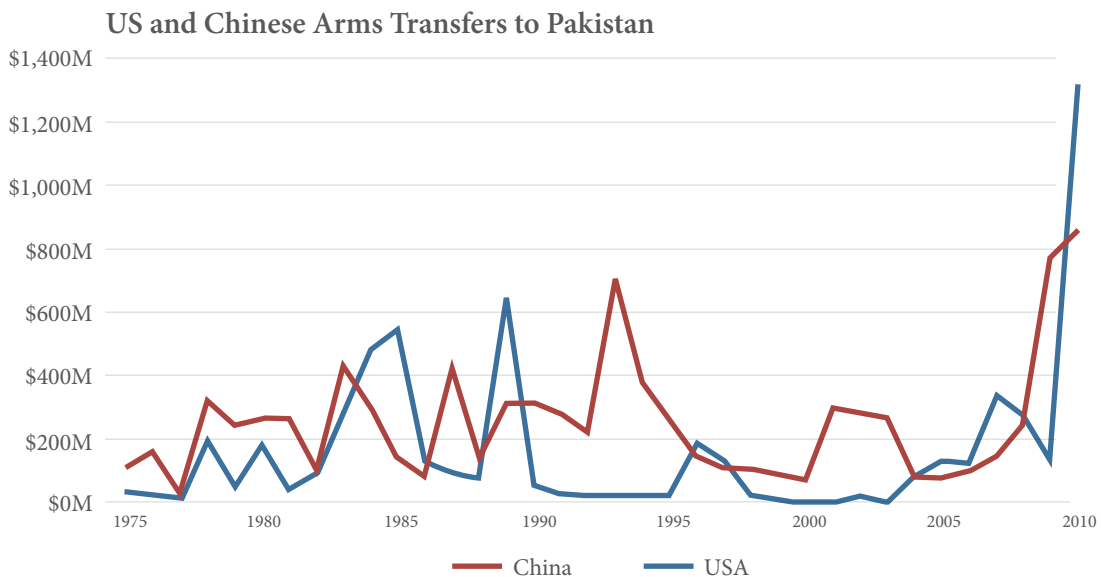 US and Chinese Arms Transfers to Pakistan
$1,400M
$1,200M
$1,000M
$800M
$600M
$400M
$200M
$0M
1975 1980 1985 1990 1995 2000 2005 2010
China USA